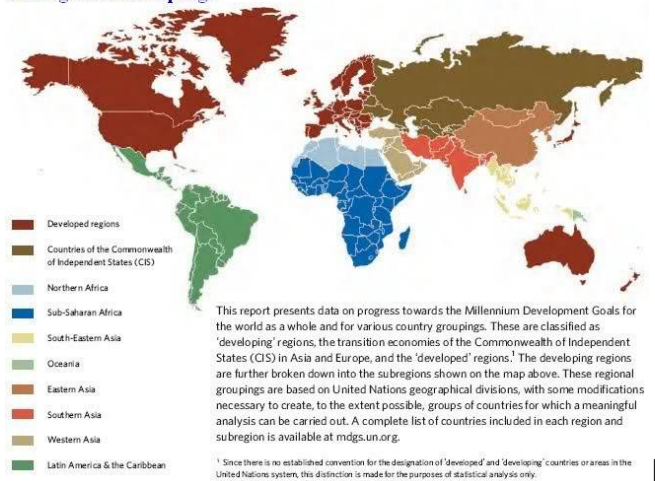 Developed regions
Countries of the Commonwealth
of Independent States (CIS)
Northern Africa
Sub-Saharan Africa
South-Eastern Asia
Oceania
Eastern Asia
Southern Asia
Western Asia
Latin America & the Caribbean
This report presents data on progress towards the Millennium Development Goals for
the world as a whole and for various country groupings. These are classified as
‘developing’ regions, the transition economies of the Commonwealth of Independent
States (CIS) in Asia and Europe, and the ‘developed’ regions.¹ The developing regions
are further broken down into the subregions shown on the map above. These regional
groupings are based on United Nations geographical divisions, with some modifications
necessary to create, to the extent possible, groups of countries for which a meaningful
analysis can be carried out. A complete list of countries included in each region and
subregion is available at mdgs.un.org.
¹ Since there is no established convention for the designation of ‘developed’ and ‘developing’ countries or areas in the
United Nations system, this distinction is made for the purposes of statistical analysis only.